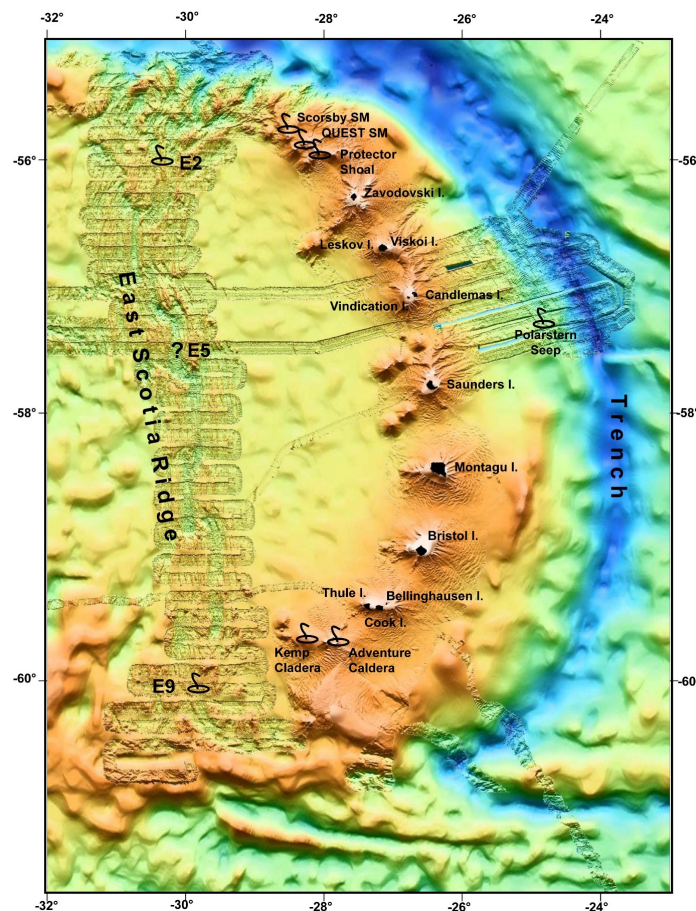 -32°
-30°
-28°
-26°
-24°
Scorsby SM
QUEST SM
-56°
E2
Protector
Shoal
-56
Zavodovski I.
Leskov I.
Viskoi I.
Vindication I.
Candlemas I.
East Scotia Ridge
? E5
Polarstern
Seep
Saunders I.
Trench
-58°
-58°
Montagu I.
Bristol I.
Thule I.
Bellinghausen I.
Cook I.
Kemp
Cladera
Adventure
Caldera
-60°
E9
-60
-32°
-30°
-28°
-26°
-24°